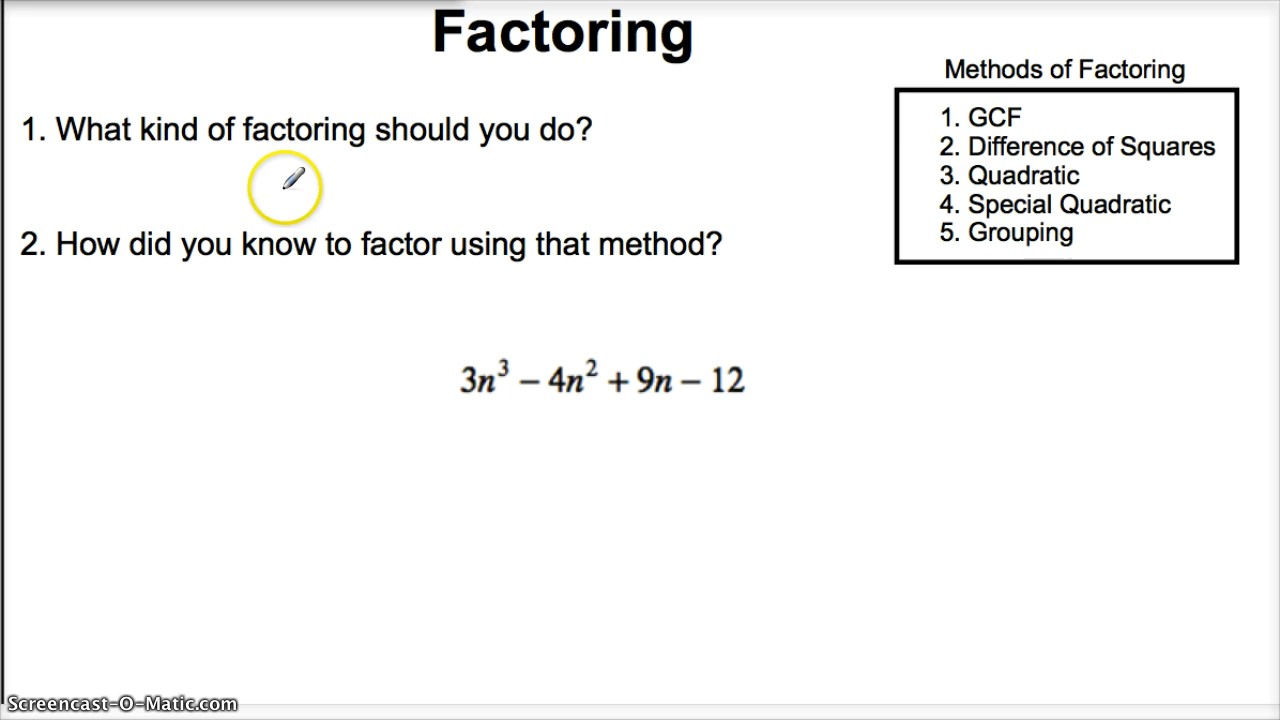 Factoring
Methods of Factoring
1. What kind of factoring should you do?
1. GCF
2. Difference of Squares
3. Quadratic
4. Special Quadratic
5. Grouping
2. How did you know to factor using that method?
3n³ − 4n² + 9n − 12
Screencast-O-Matic.com